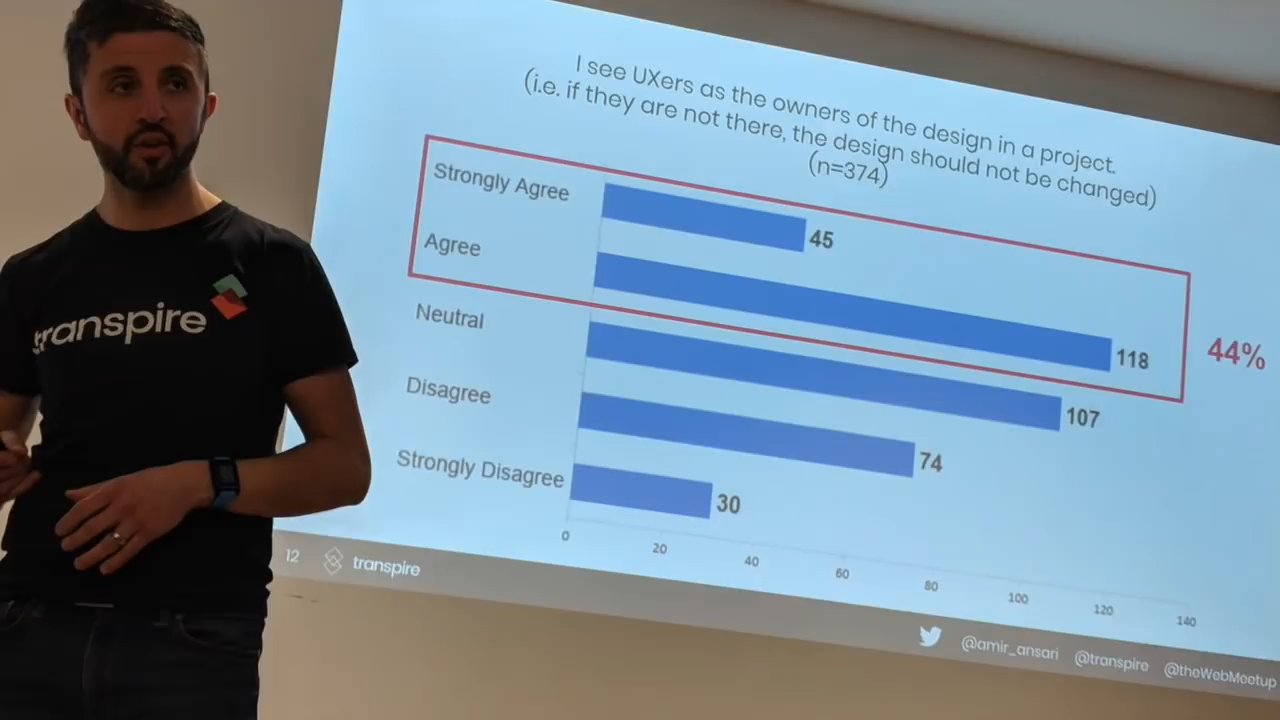 I see UXers as the owners of the design in a project.
(i.e. if they are not there, the design should not be changed)
(n=374)
Strongly Agree 45
Agree 118
44%
Neutral 107
Disagree 74
Strongly Disagree 30
0 20 40 60 80 100 120 140
12 transpire
@amir_ansari @transpire @theWebMeetup
transpire